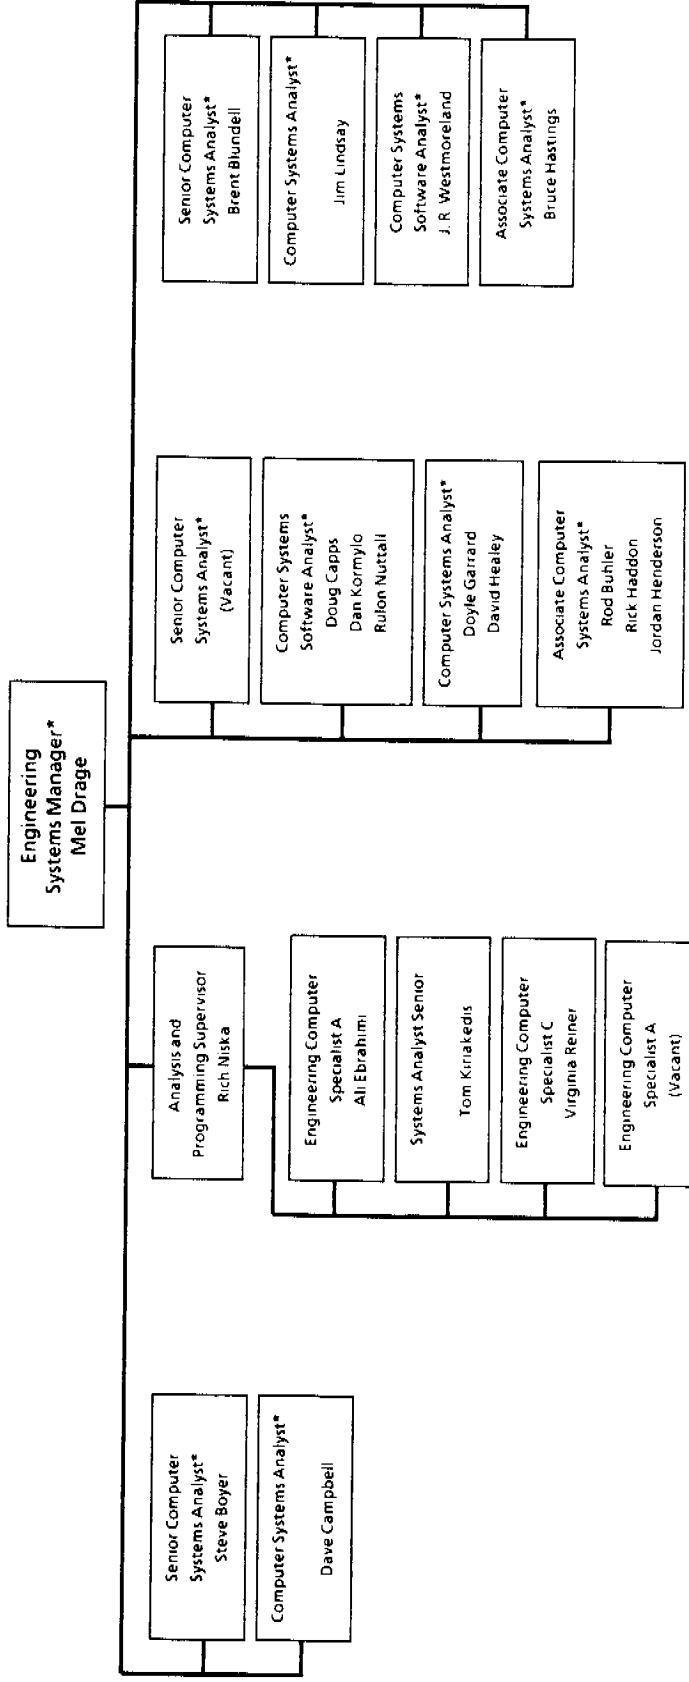 Engineering
Systems Manager*
Mel Drage
Senior Computer
Systems Analyst*
Steve Boyer
Computer Systems Analyst*
Dave Campbell
Analysis and
Programming Supervisor
Rich Niska
Engineering Computer
Specialist A
Ali Ebrahimi
Systems Analyst Senior
Tom Kiriakedis
Engineering Computer
Specialist C
Virginia Reiner
Engineering Computer
Specialist A
(Vacant)
Senior Computer
Systems Analyst*
(Vacant)
Computer Systems
Software Analyst*
Doug Capps
Dan Kormylo
Rulon Nuttall
Computer Systems Analyst*
Doyle Garrard
David Healey
Associate Computer
Systems Analyst*
Rod Buhler
Rick Haddon
Jordan Henderson
Senior Computer
Systems Analyst*
Brent Blundell
Computer Systems Analyst*
Jim Lindsay
Computer Systems
Software Analyst*
J. R. Westmoreland
Associate Computer
Systems Analyst*
Bruce Hastings